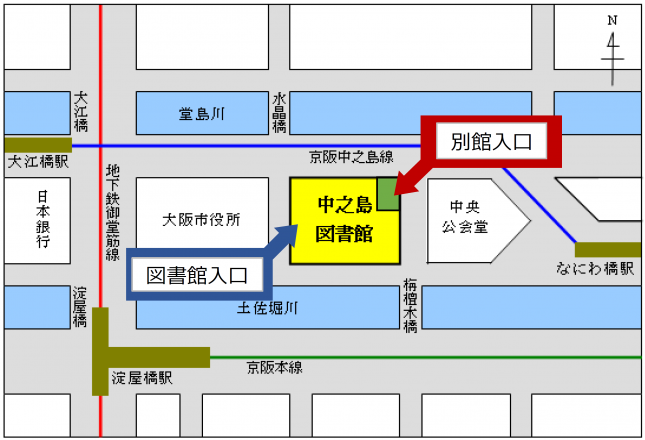 N
大江橋
堂島川
水晶橋
別館入口
大江橋駅
京阪中之島線
地下鉄御堂筋線
日本銀行
大阪市役所
中之島
図書館
中央
公会堂
図書館入口
なにわ橋駅
淀屋橋
土佐堀川
栴檀木橋
京阪本線
淀屋橋駅